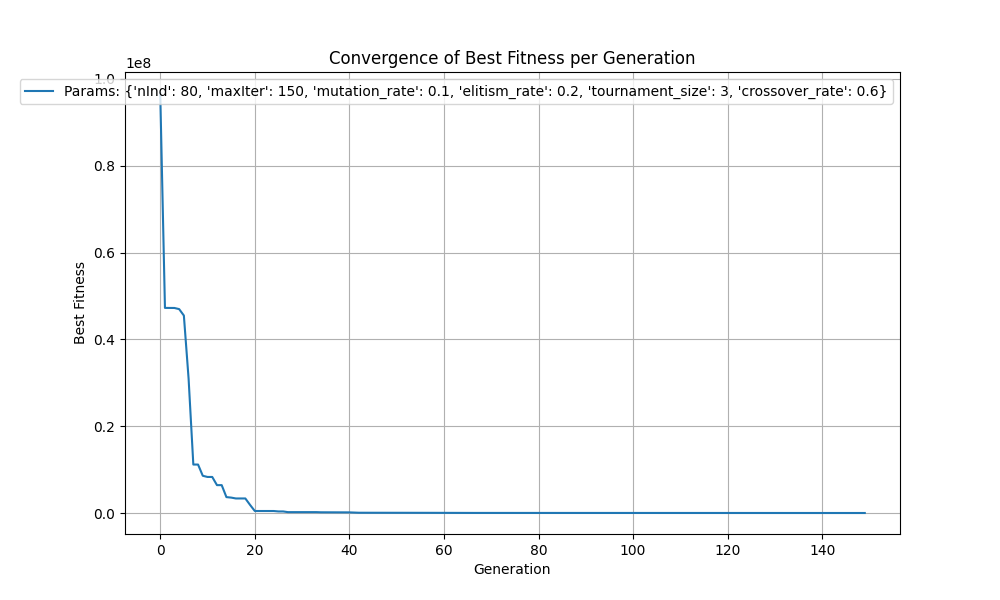 Convergence of Best Fitness per Generation
1e8
1.0
Params: {'nInd': 80, 'maxIter': 150, 'mutation_rate': 0.1, 'elitism_rate': 0.2, 'tournament_size': 3, 'crossover_rate': 0.6}
0.8
0.6
Best Fitness
0.4
0.2
0.0
0 20 40 60 80 100 120 140
Generation